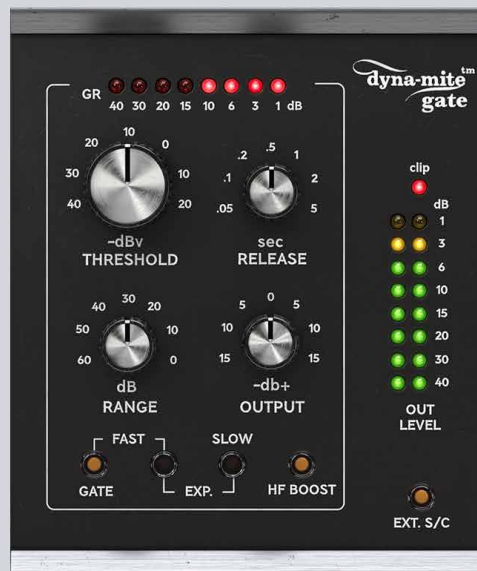 dyna-mite™
gate
GR
40 30 20 15 10 6 3 1 dB
10
20 0
30 10
40 20
-dBv
THRESHOLD
.5
.2 1
.1 2
.05 5
sec
RELEASE
30
40 20
50 10
60 0
dB
RANGE
0
5 5
10 10
15 15
-db+
OUTPUT
FAST SLOW
GATE EXP. HF BOOST
clip
dB
1
3
6
10
15
20
30
40
OUT
LEVEL
EXT. S/C